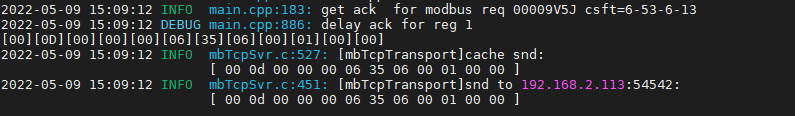 2022-05-09 15:09:12 INFO  main.cpp:183: get ack  for modbus req 00009V5J csft=6-53-6-13
2022-05-09 15:09:12 DEBUG main.cpp:886: delay ack for reg 1
[00][0D][00][00][00][06][35][06][00][01][00][00]
2022-05-09 15:09:12 INFO  mbTcpSvr.c:527: [mbTcpTransport]cache snd:
[ 00 0d 00 00 00 06 35 06 00 01 00 00 ]
2022-05-09 15:09:12 INFO  mbTcpSvr.c:451: [mbTcpTransport]snd to 192.168.2.113:54542:
[ 00 0d 00 00 00 06 35 06 00 01 00 00 ]